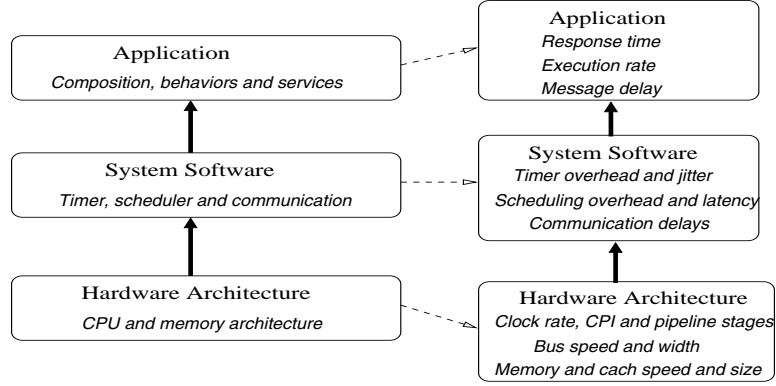 Application
Composition, behaviors and services
System Software
Timer, scheduler and communication
Hardware Architecture
CPU and memory architecture
Application
Response time
Execution rate
Message delay
System Software
Timer overhead and jitter
Scheduling overhead and latency
Communication delays
Hardware Architecture
Clock rate, CPI and pipeline stages
Bus speed and width
Memory and cach speed and size